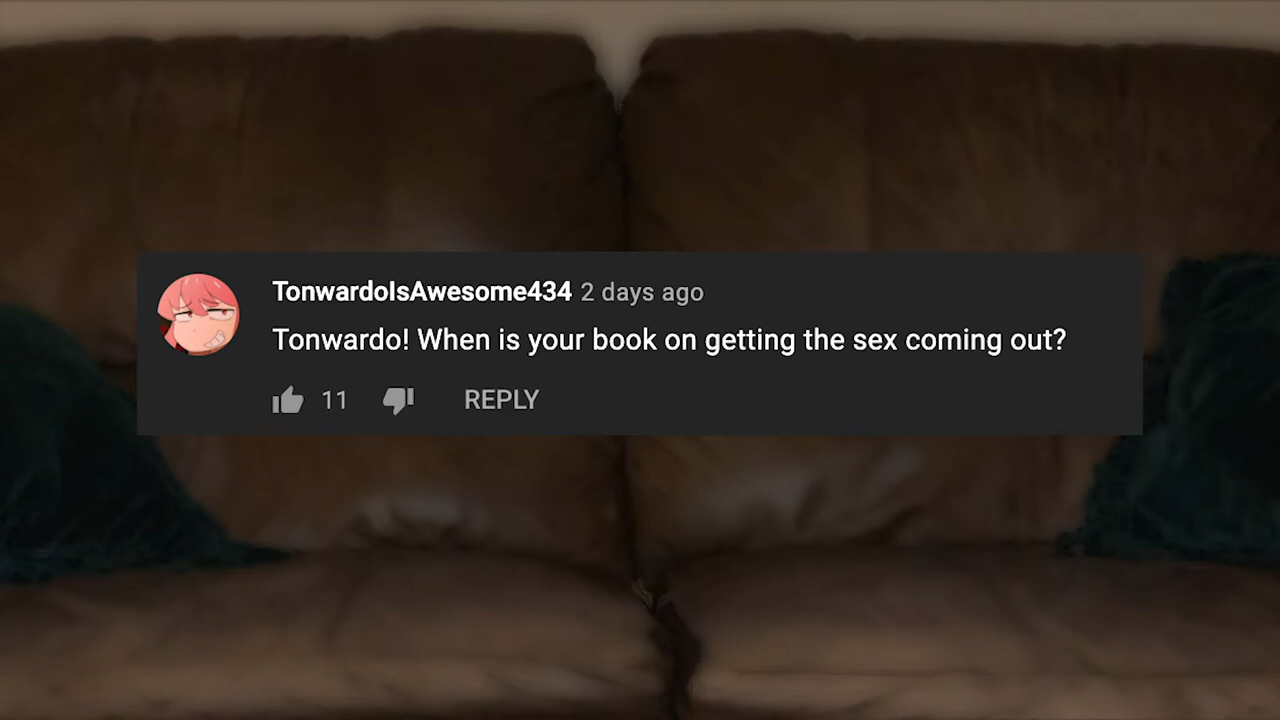 TonwardoIsAwesome434 2 days ago
Tonwardo! When is your book on getting the sex coming out?
11 REPLY